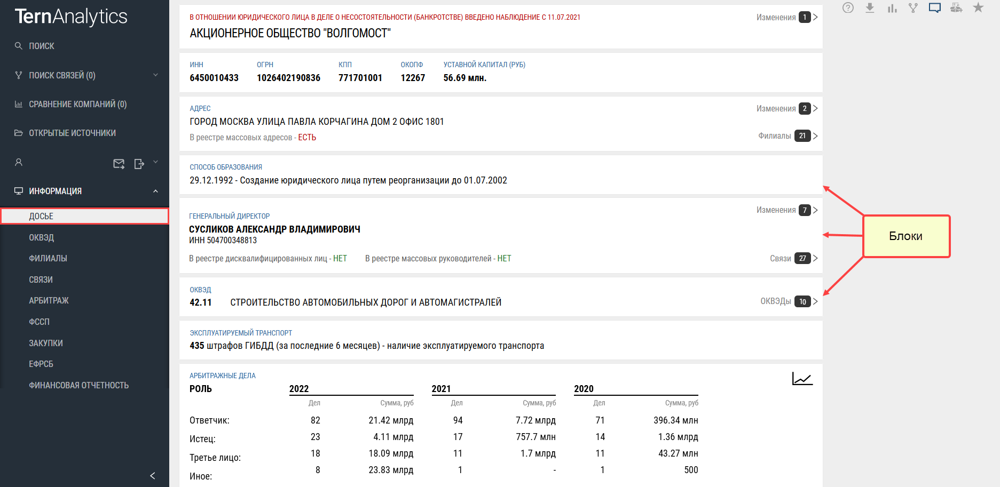 TernAnalytics
ПОИСК
ПОИСК СВЯЗЕЙ (0)
СРАВНЕНИЕ КОМПАНИЙ (0)
ОТКРЫТЫЕ ИСТОЧНИКИ
ИНФОРМАЦИЯ
ДОСЬЕ
ОКВЭД
ФИЛИАЛЫ
СВЯЗИ
АРБИТРАЖ
ФССП
ЗАКУПКИ
ЕФРСБ
ФИНАНСОВАЯ ОТЧЕТНОСТЬ
В ОТНОШЕНИИ ЮРИДИЧЕСКОГО ЛИЦА В ДЕЛЕ О НЕСОСТОЯТЕЛЬНОСТИ (БАНКРОТСТВЕ) ВВЕДЕНО НАБЛЮДЕНИЕ С 11.07.2021
Изменения 1
АКЦИОНЕРНОЕ ОБЩЕСТВО "ВОЛГОМОСТ"
ИНН ОГРН КПП ОКОПФ УСТАВНОЙ КАПИТАЛ (РУБ)
6450010433 1026402190836 771701001 12267 56.69 млн.
АДРЕС
Изменения 2
ГОРОД МОСКВА УЛИЦА ПАВЛА КОРЧАГИНА ДОМ 2 ОФИС 1801
В реестре массовых адресов - ЕСТЬ
Филиалы 21
СПОСОБ ОБРАЗОВАНИЯ
29.12.1992 - Создание юридического лица путем реорганизации до 01.07.2002
Изменения 7
ГЕНЕРАЛЬНЫЙ ДИРЕКТОР
СУСЛИКОВ АЛЕКСАНДР ВЛАДИМИРОВИЧ
ИНН 504700348813
В реестре дисквалифицированных лиц - НЕТ В реестре массовых руководителей - НЕТ
Связи 27
ОКВЭД
42.11 СТРОИТЕЛЬСТВО АВТОМОБИЛЬНЫХ ДОРОГ И АВТОМАГИСТРАЛЕЙ
ОКВЭДы 10
ЭКСПЛУАТИРУЕМЫЙ ТРАНСПОРТ
435 штрафов ГИБДД (за последние 6 месяцев) - наличие эксплуатируемого транспорта
АРБИТРАЖНЫЕ ДЕЛА
РОЛЬ 2022 2021 2020
Дел Сумма, руб Дел Сумма, руб Дел Сумма, руб
Ответчик: 82 21.42 млрд 94 7.72 млрд 71 396.34 млн
Истец: 23 4.11 млрд 17 757.7 млн 14 1.36 млрд
Третье лицо: 18 18.09 млрд 11 1.7 млрд 11 43.27 млн
Иное: 8 23.83 млрд 1 - 1 500
Блоки